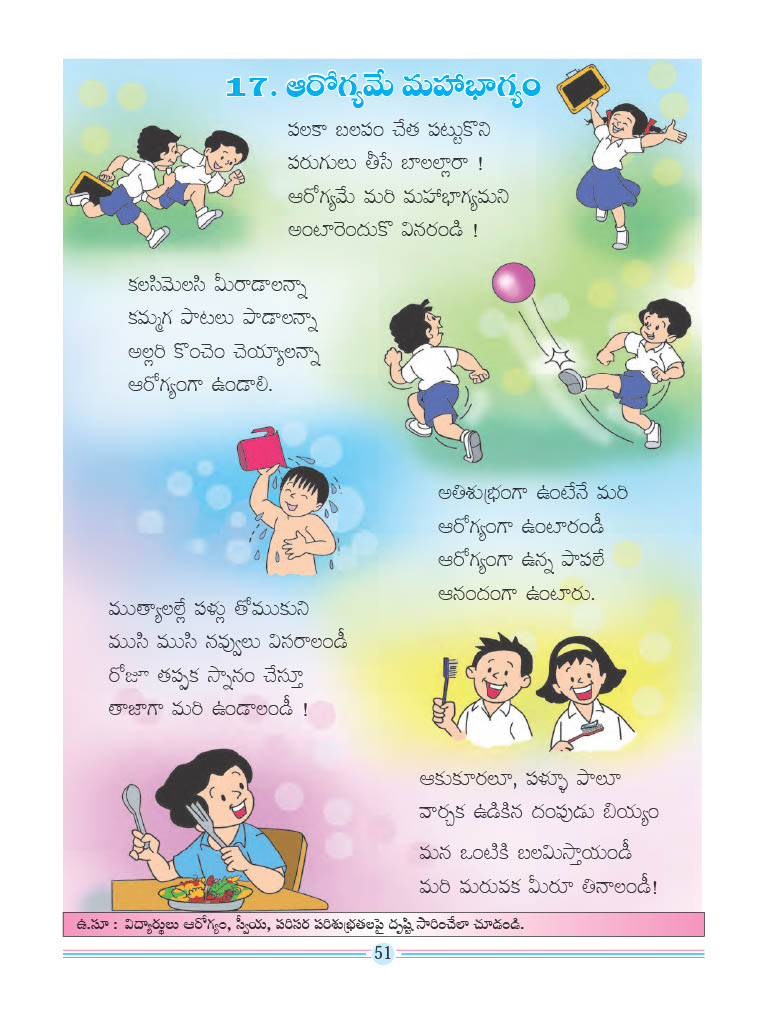 17. ఆరోగ్యమే మహాభాగ్యం
పలకా బలపం చేత పట్టుకొని
పరుగులు తీసే బాలల్లారా !
ఆరోగ్యమే మరి మహాభాగ్యమని
అంటారెందుకొ వినరండి !
కలసిమెలసి మీరాడాలన్నా
కమ్మగ పాటలు పాడాలన్నా
అల్లరి కొంచెం చెయ్యాలన్నా
ఆరోగ్యంగా ఉండాలి.
అతిశుభ్రంగా ఉంటేనే మరి
ఆరోగ్యంగా ఉంటారండీ
ఆరోగ్యంగా ఉన్న పాపలే
ఆనందంగా ఉంటారు.
ముత్యాలల్లే పళ్లు తోముకుని
ముసి ముసి నవ్వులు విసరాలండీ
రోజూ తప్పక స్నానం చేస్తూ
తాజాగా మరి ఉండాలండీ !
ఆకుకూరలూ, పళ్ళూ పాలూ
వార్చక ఉడికిన దంపుడు బియ్యం
మన ఒంటికి బలమిస్తాయండీ
మరి మరువక మీరూ తినాలండీ!
ఉ.సూ : విద్యార్థులు ఆరోగ్యం, స్వీయ, పరిసర పరిశుభ్రతలపై దృష్టి సారించేలా చూడండి.
51